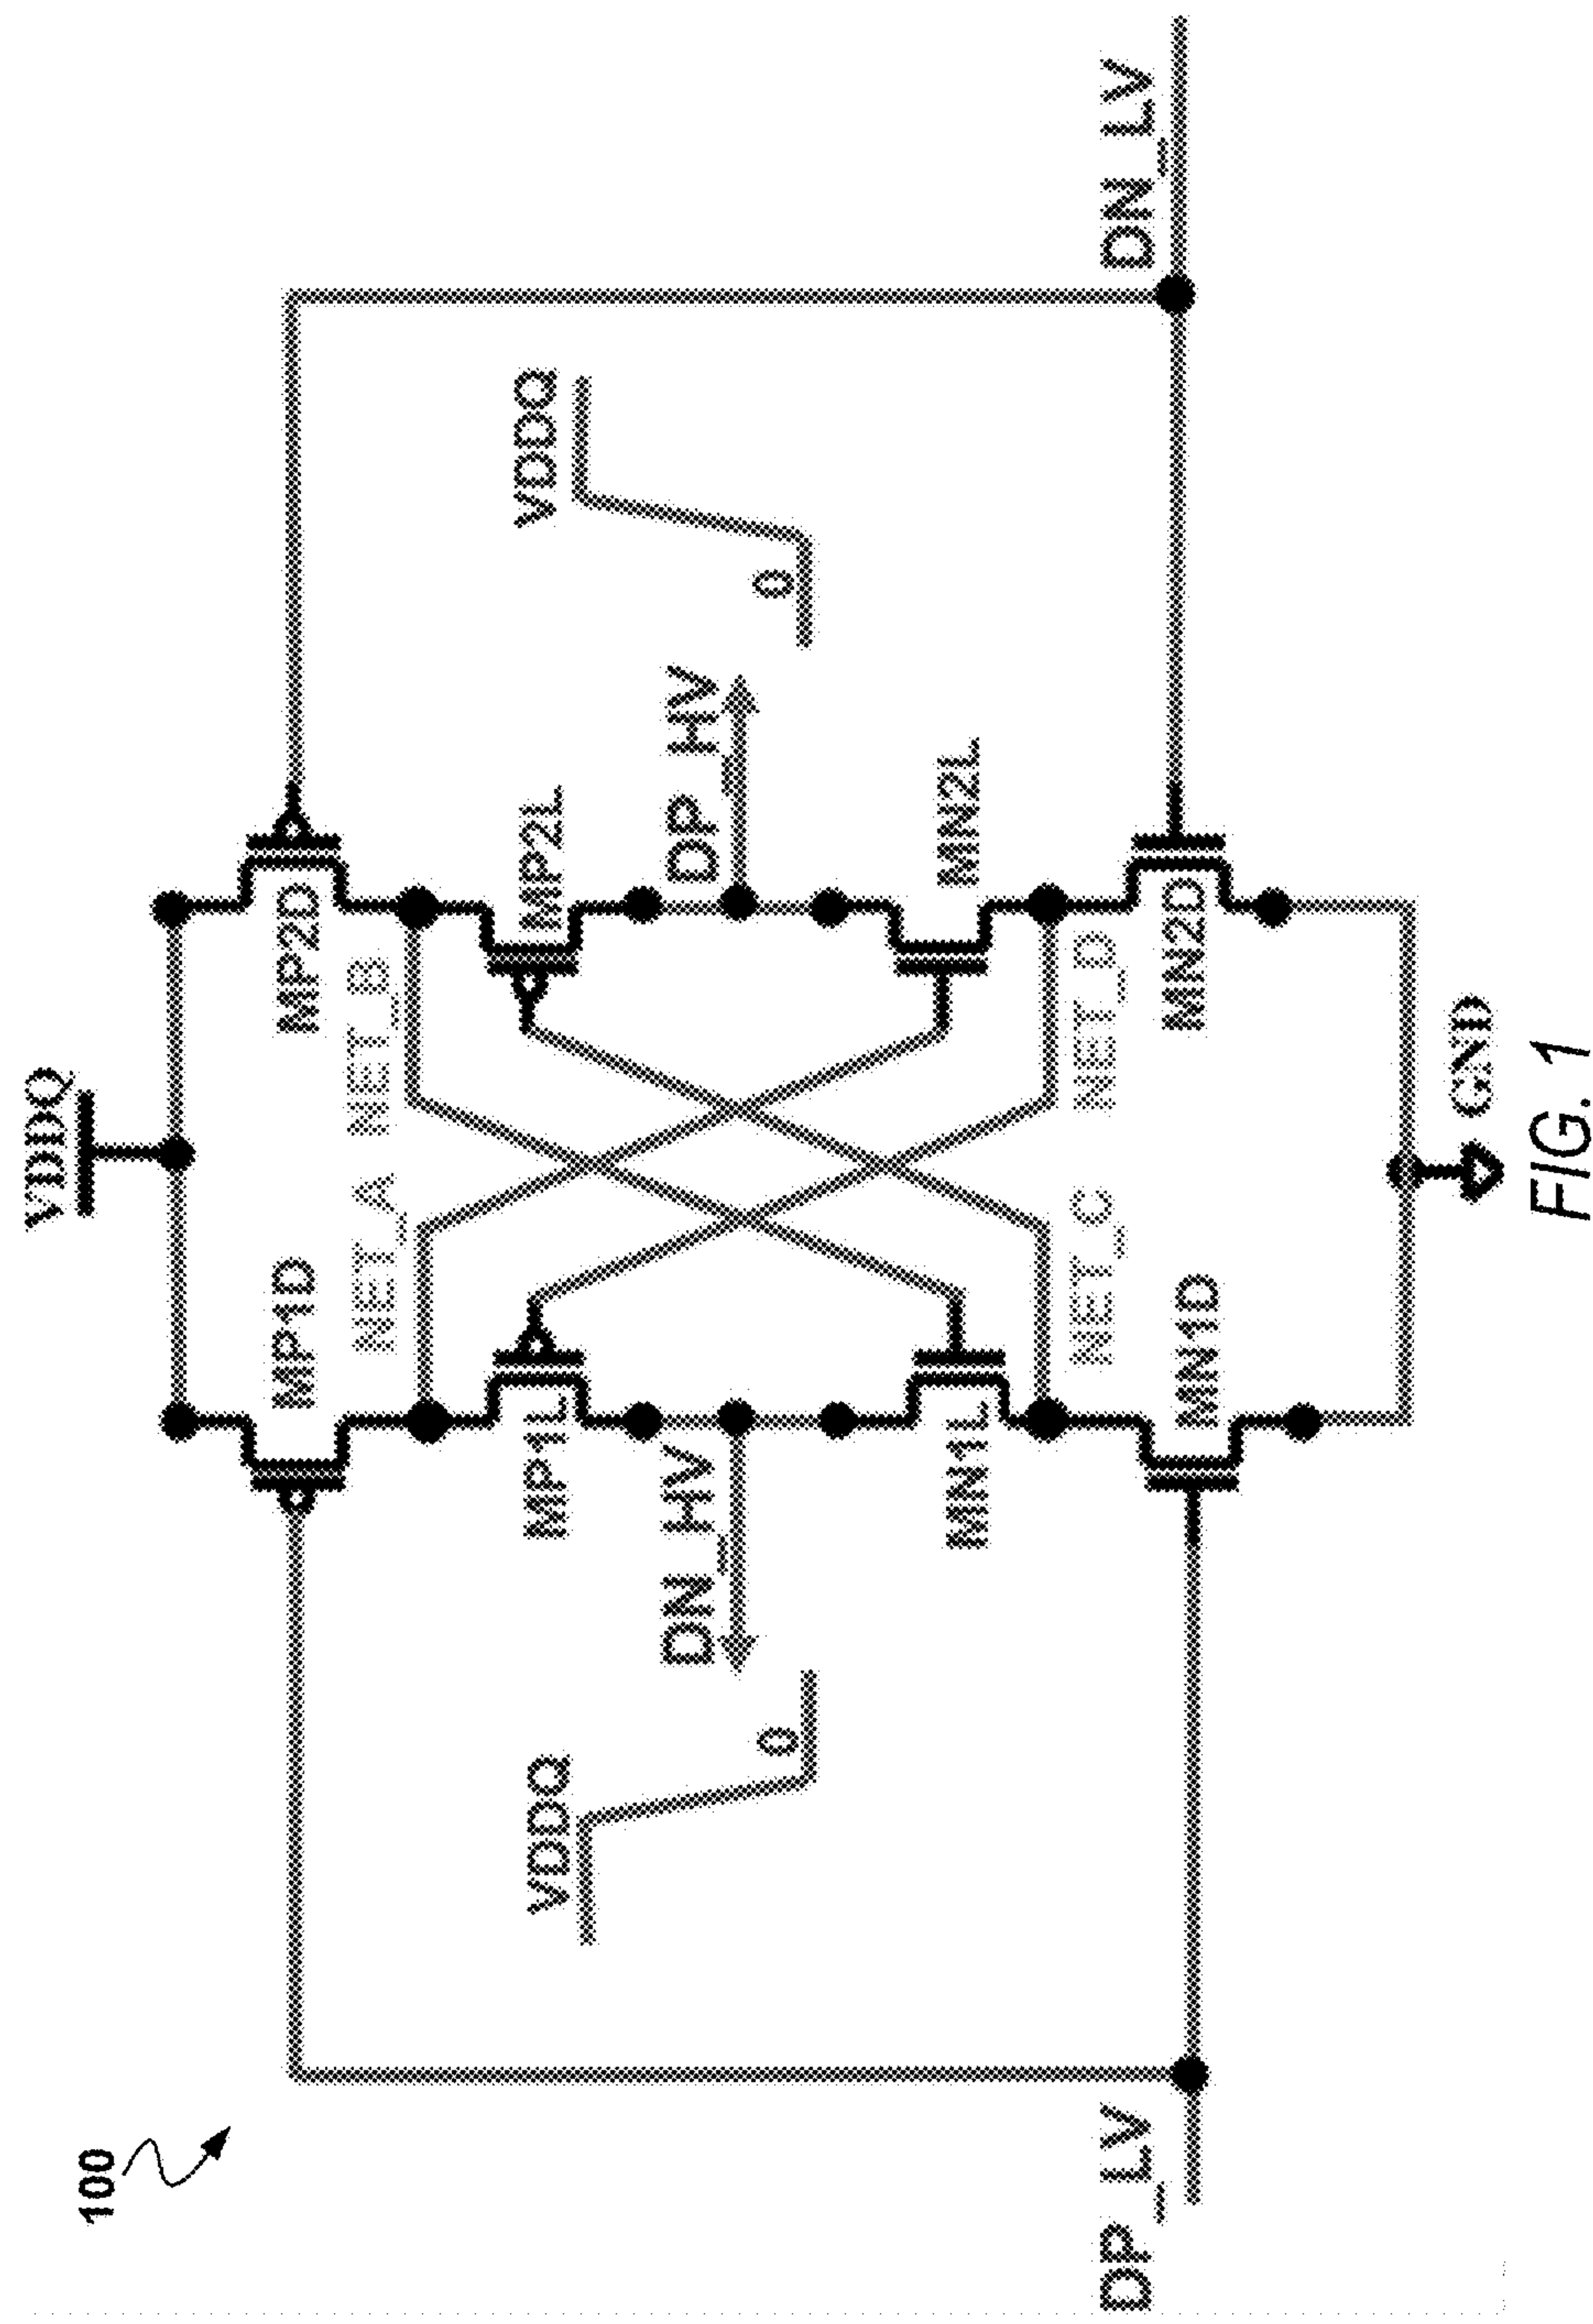 100
VDDQ
MP1D
MP2D
NET_A
NET_B
VDDQ
MP1L
MP2L
VDDQ
DN_HV
DP_HV
0
0
MN1L
MN2L
NET_C
NET_D
DP_LV
MN1D
MN2D
DN_LV
GND
FIG. 1